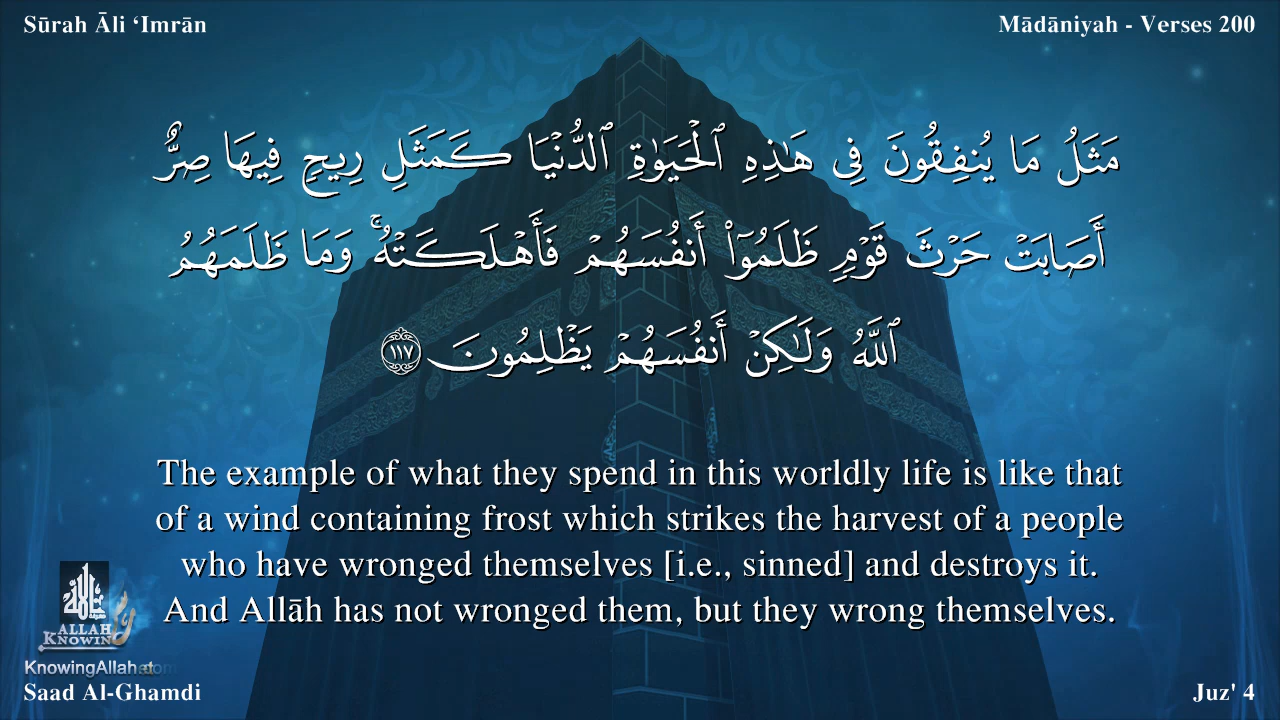 Sūrah Āli ‘Imrān
Mādāniyah - Verses 200
مَثَلُ مَا يُنفِقُونَ فِى هَـٰذِهِ ٱلْحَيَوٰةِ ٱلدُّنْيَا كَمَثَلِ رِيحٍ فِيهَا صِرٌّ
أَصَابَتْ حَرْثَ قَوْمٍ ظَلَمُوٓا۟ أَنفُسَهُمْ فَأَهْلَكَتْهُ ۚ وَمَا ظَلَمَهُمُ
ٱللَّهُ وَلَـٰكِنْ أَنفُسَهُمْ يَظْلِمُونَ ١١٧
The example of what they spend in this worldly life is like that
of a wind containing frost which strikes the harvest of a people
who have wronged themselves [i.e., sinned] and destroys it.
And Allāh has not wronged them, but they wrong themselves.
ALLAH
KNOWIN
KnowingAllah
Saad Al-Ghamdi
Juz' 4